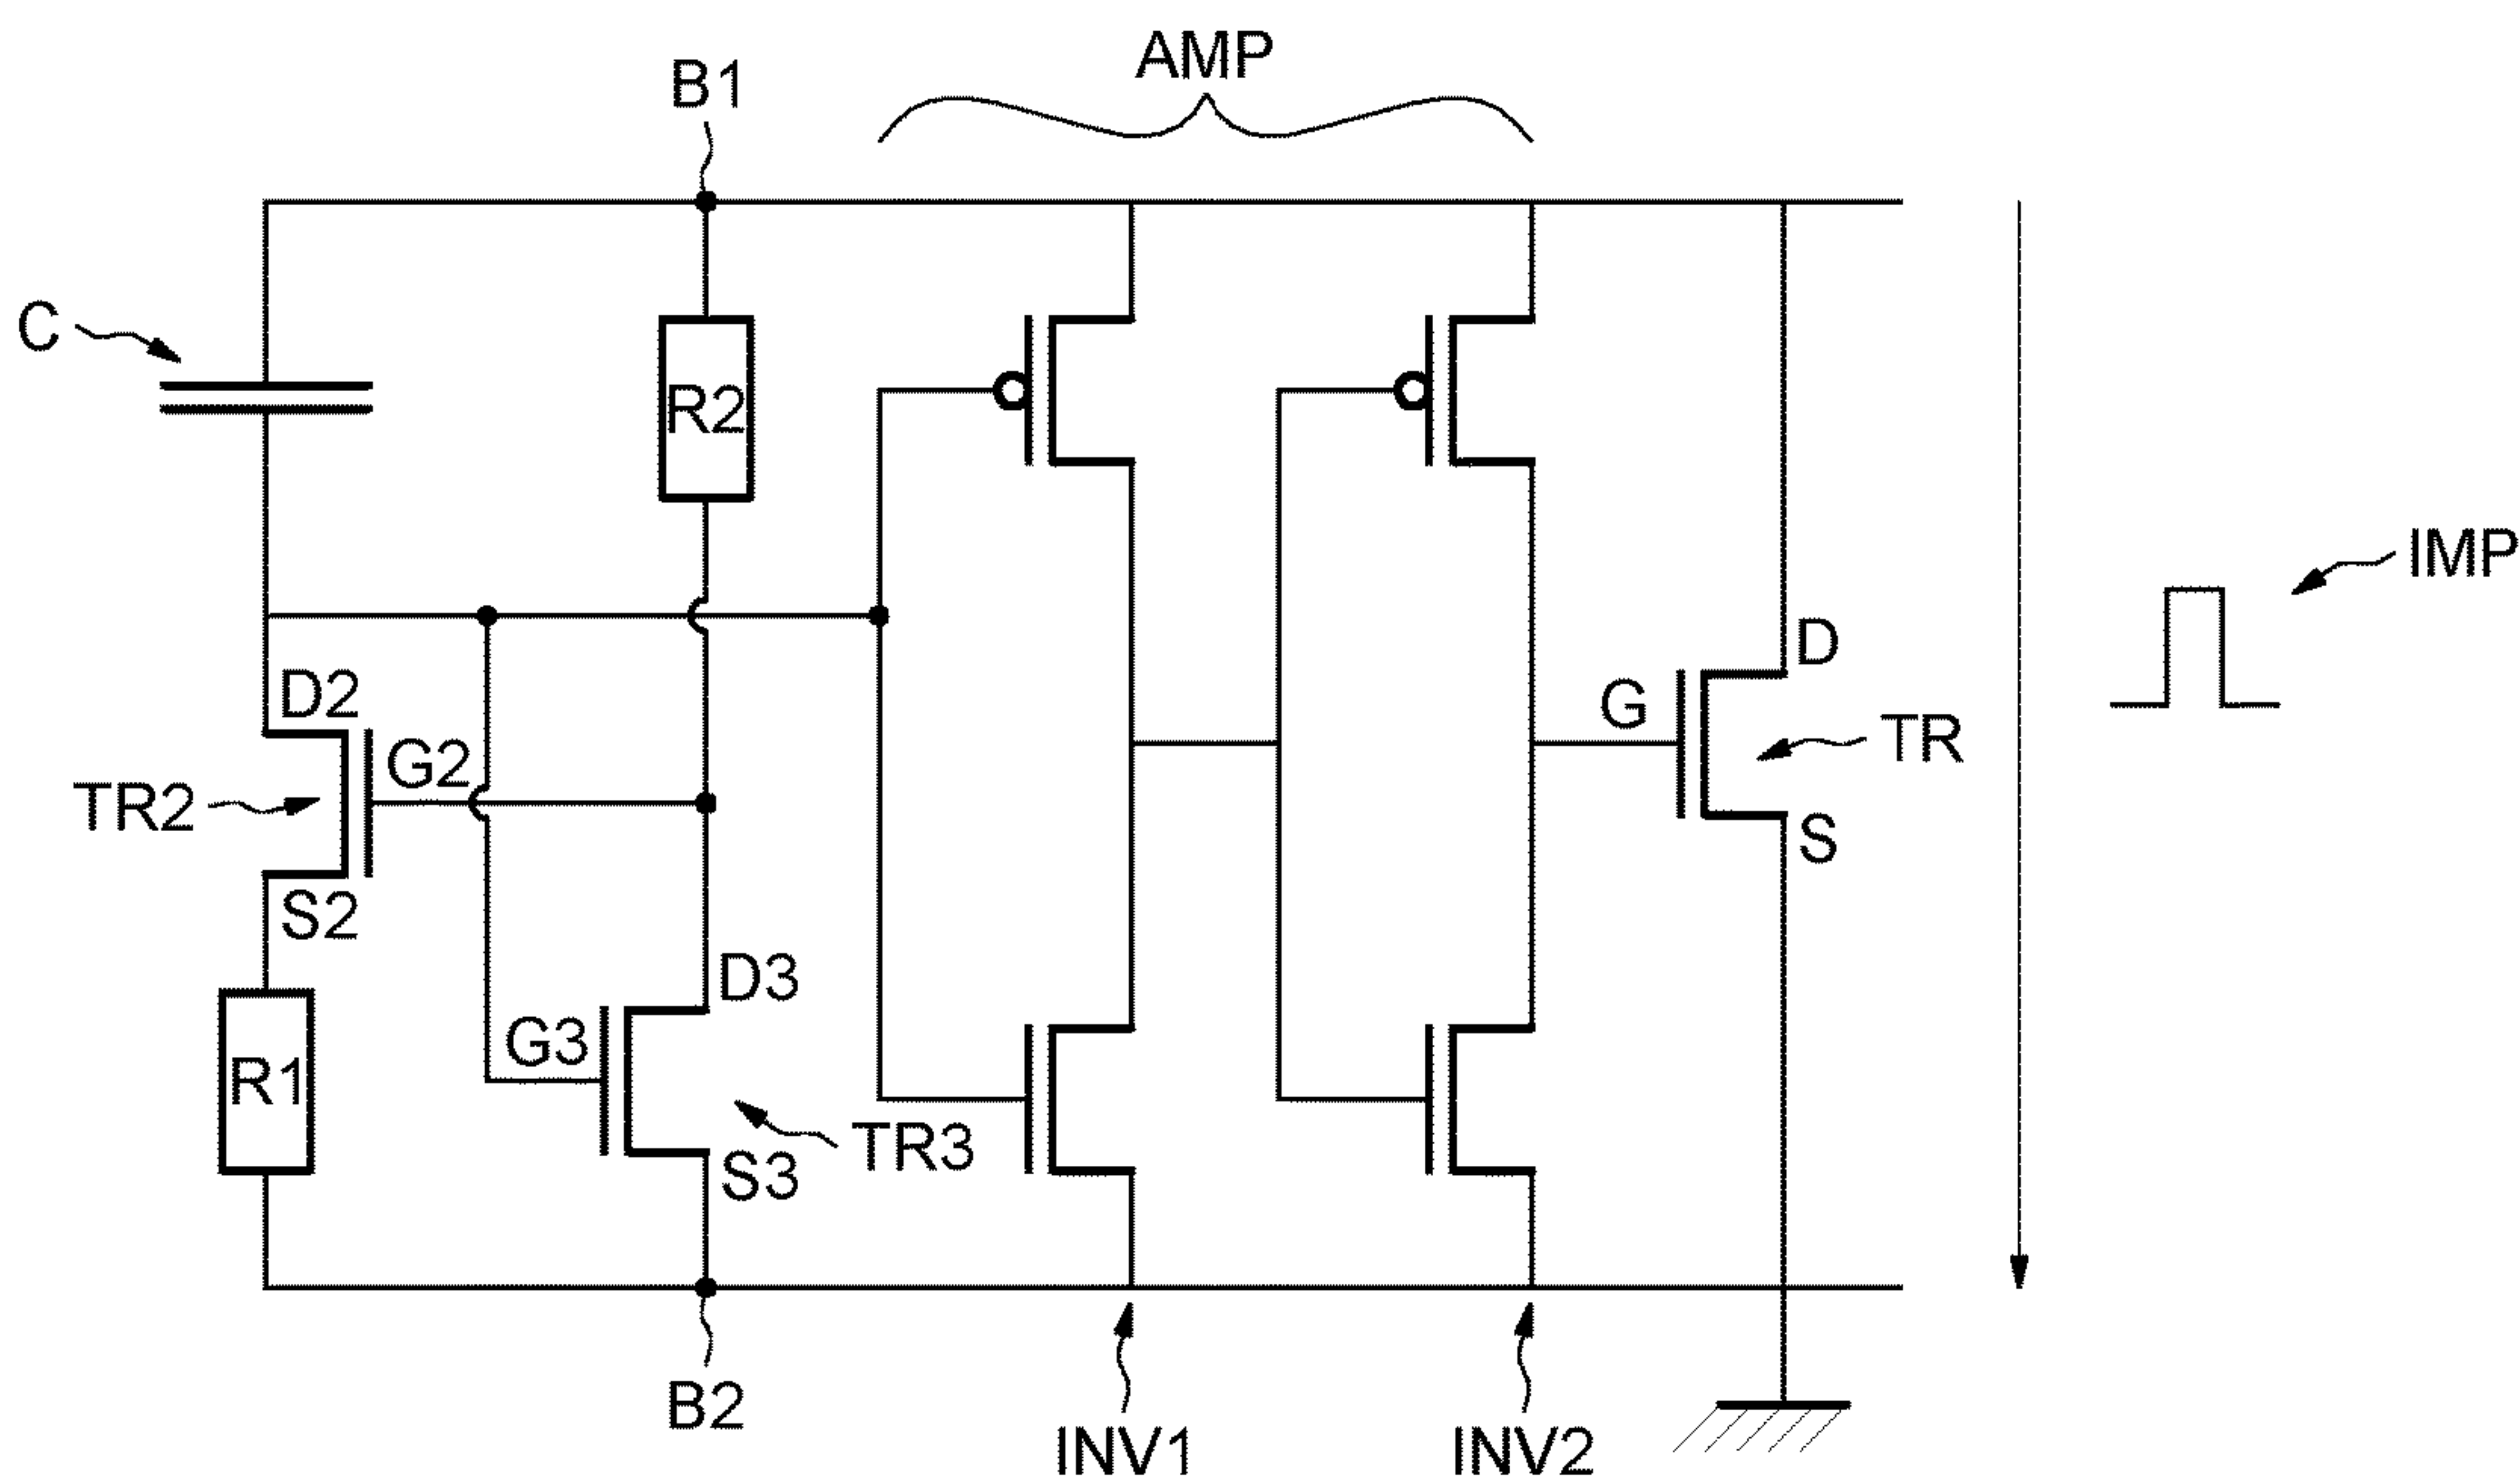 AMP
B1
C
R2
IMP
D
D2
G
G2
TR
TR2
S
S2
D3
G3
R1
TR3
S3
B2
INV1
INV2